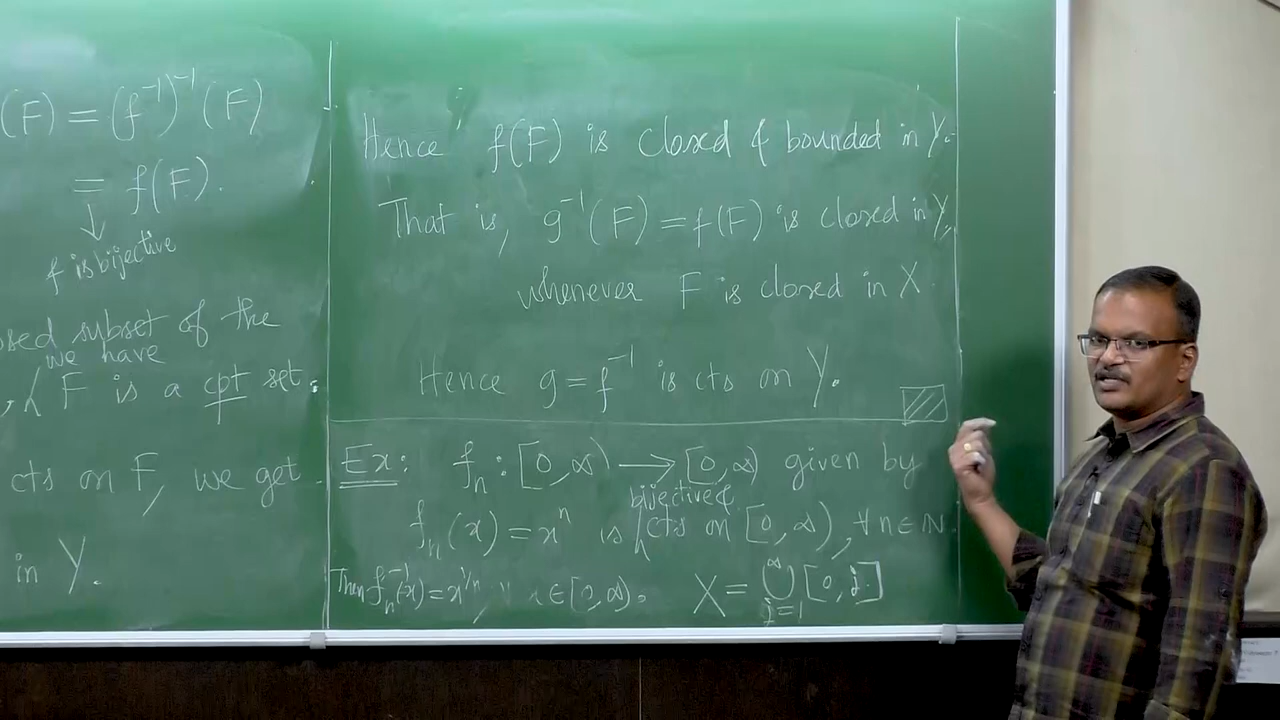 (F) = (f⁻¹)⁻¹(F)
= f(F).
↓
f is bijective
osed subset of the
we have
, ⁁ F is a cpt set.
cts on F, we get
in Y.
Hence f(F) is closed & bounded in Y.
That is, g⁻¹(F) = f(F) is closed in Y,
whenever F is closed in X.
Hence g = f⁻¹ is cts on Y.
Ex: fₙ : [0, ∞) → [0, ∞) given by
bijective &
fₙ(x) = xⁿ is ⁁ cts on [0, ∞), ∀ n ∈ ℕ.
Then fₙ⁻¹(x) = x^{1/n}, ∀ x ∈ [0, ∞). X = ⋃_{j=1}^{∞} [0, j]